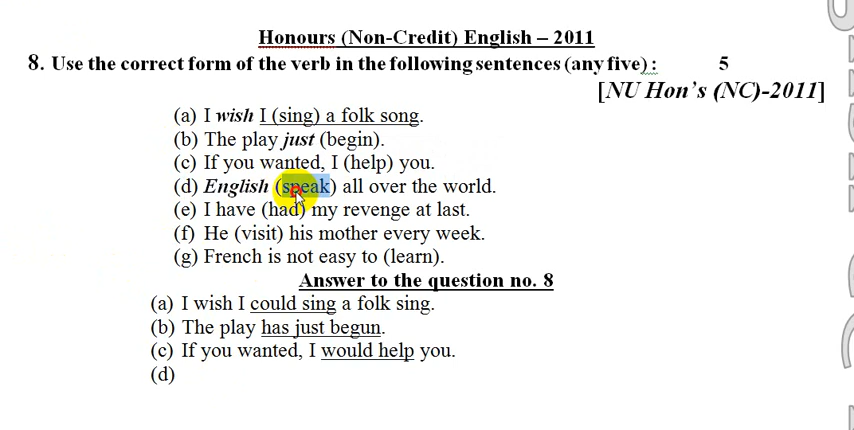 Honours (Non-Credit) English – 2011
8. Use the correct form of the verb in the following sentences (any five) : 5
[NU Hon’s (NC)-2011]
(a) I wish I (sing) a folk song.
(b) The play just (begin).
(c) If you wanted, I (help) you.
(d) English (speak) all over the world.
(e) I have (had) my revenge at last.
(f) He (visit) his mother every week.
(g) French is not easy to (learn).
Answer to the question no. 8
(a) I wish I could sing a folk sing.
(b) The play has just begun.
(c) If you wanted, I would help you.
(d)